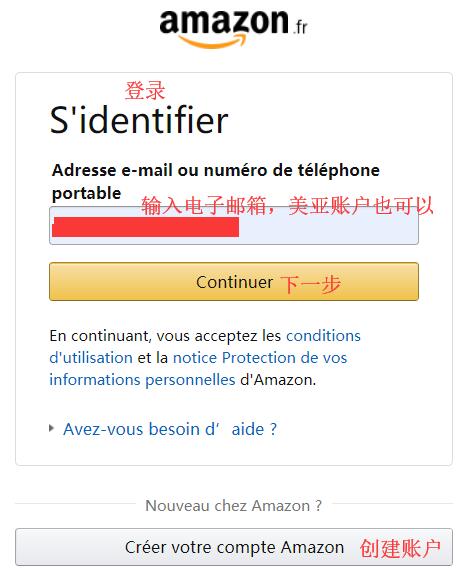 amazon.fr
登录
S'identifier
Adresse e-mail ou numéro de téléphone
portable
输入电子邮箱，美亚账户也可以
Continuer 下一步
En continuant, vous acceptez les conditions
d'utilisation et la notice Protection de vos
informations personnelles d'Amazon.
Avez-vous besoin d’aide ?
Nouveau chez Amazon ?
Créer votre compte Amazon 创建账户